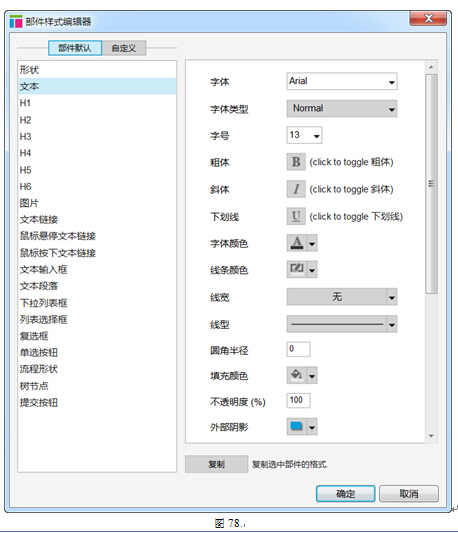 部件样式编辑器
部件默认 自定义
形状
文本
H1
H2
H3
H4
H5
H6
图片
文本链接
鼠标悬停文本链接
鼠标按下文本链接
文本输入框
文本段落
下拉列表框
列表选择框
复选框
单选按钮
流程形状
树节点
提交按钮
字体 Arial
字体类型 Normal
字号 13
粗体 B (click to toggle 粗体)
斜体 I (click to toggle 斜体)
下划线 U (click to toggle 下划线)
字体颜色 A
线条颜色
线宽 无
线型
圆角半径 0
填充颜色
不透明度 (%) 100
外部阴影
复制 复制选中部件的格式.
确定 取消
图 78.